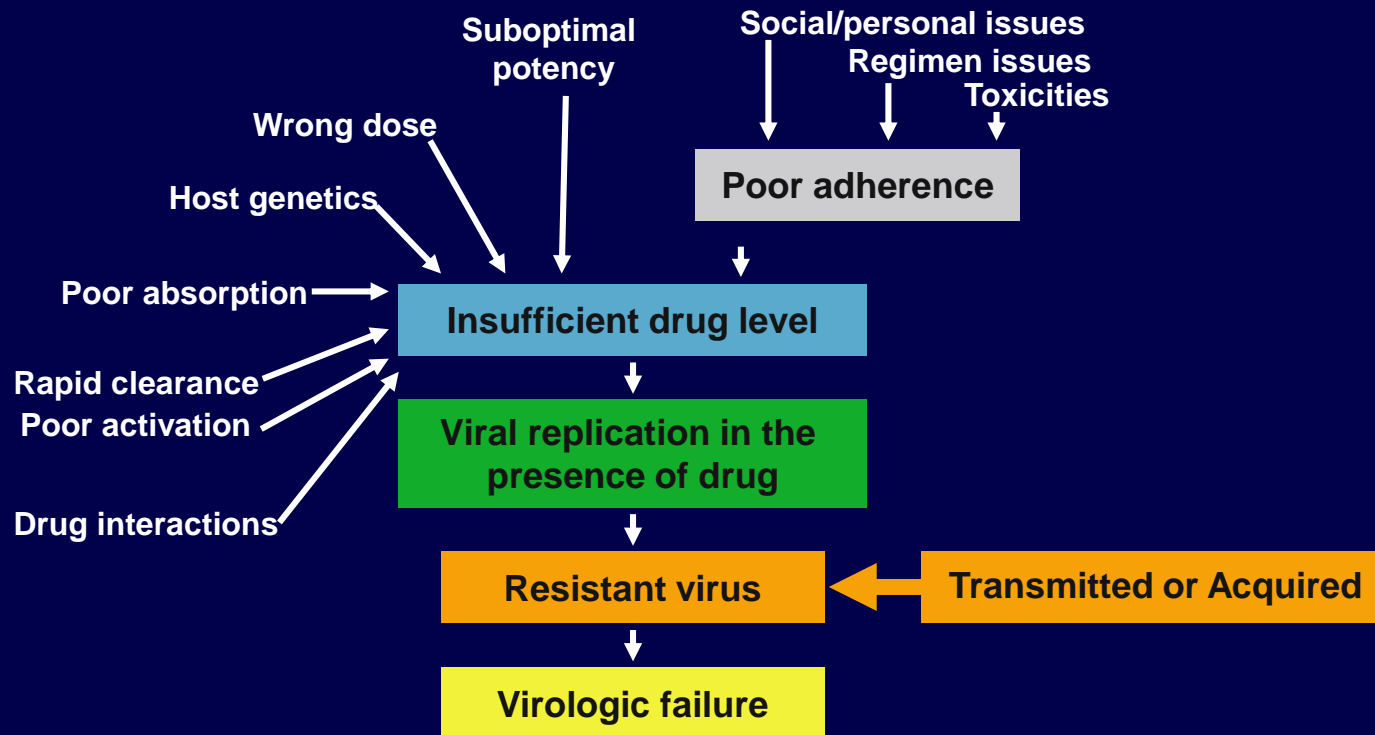 Suboptimal
potency
Social/personal issues
Regimen issues
Toxicities
Wrong dose
Poor adherence
Host genetics
Poor absorption
Insufficient drug level
Rapid clearance
Poor activation
Viral replication in the
presence of drug
Drug interactions
Resistant virus
Transmitted or Acquired
Virologic failure